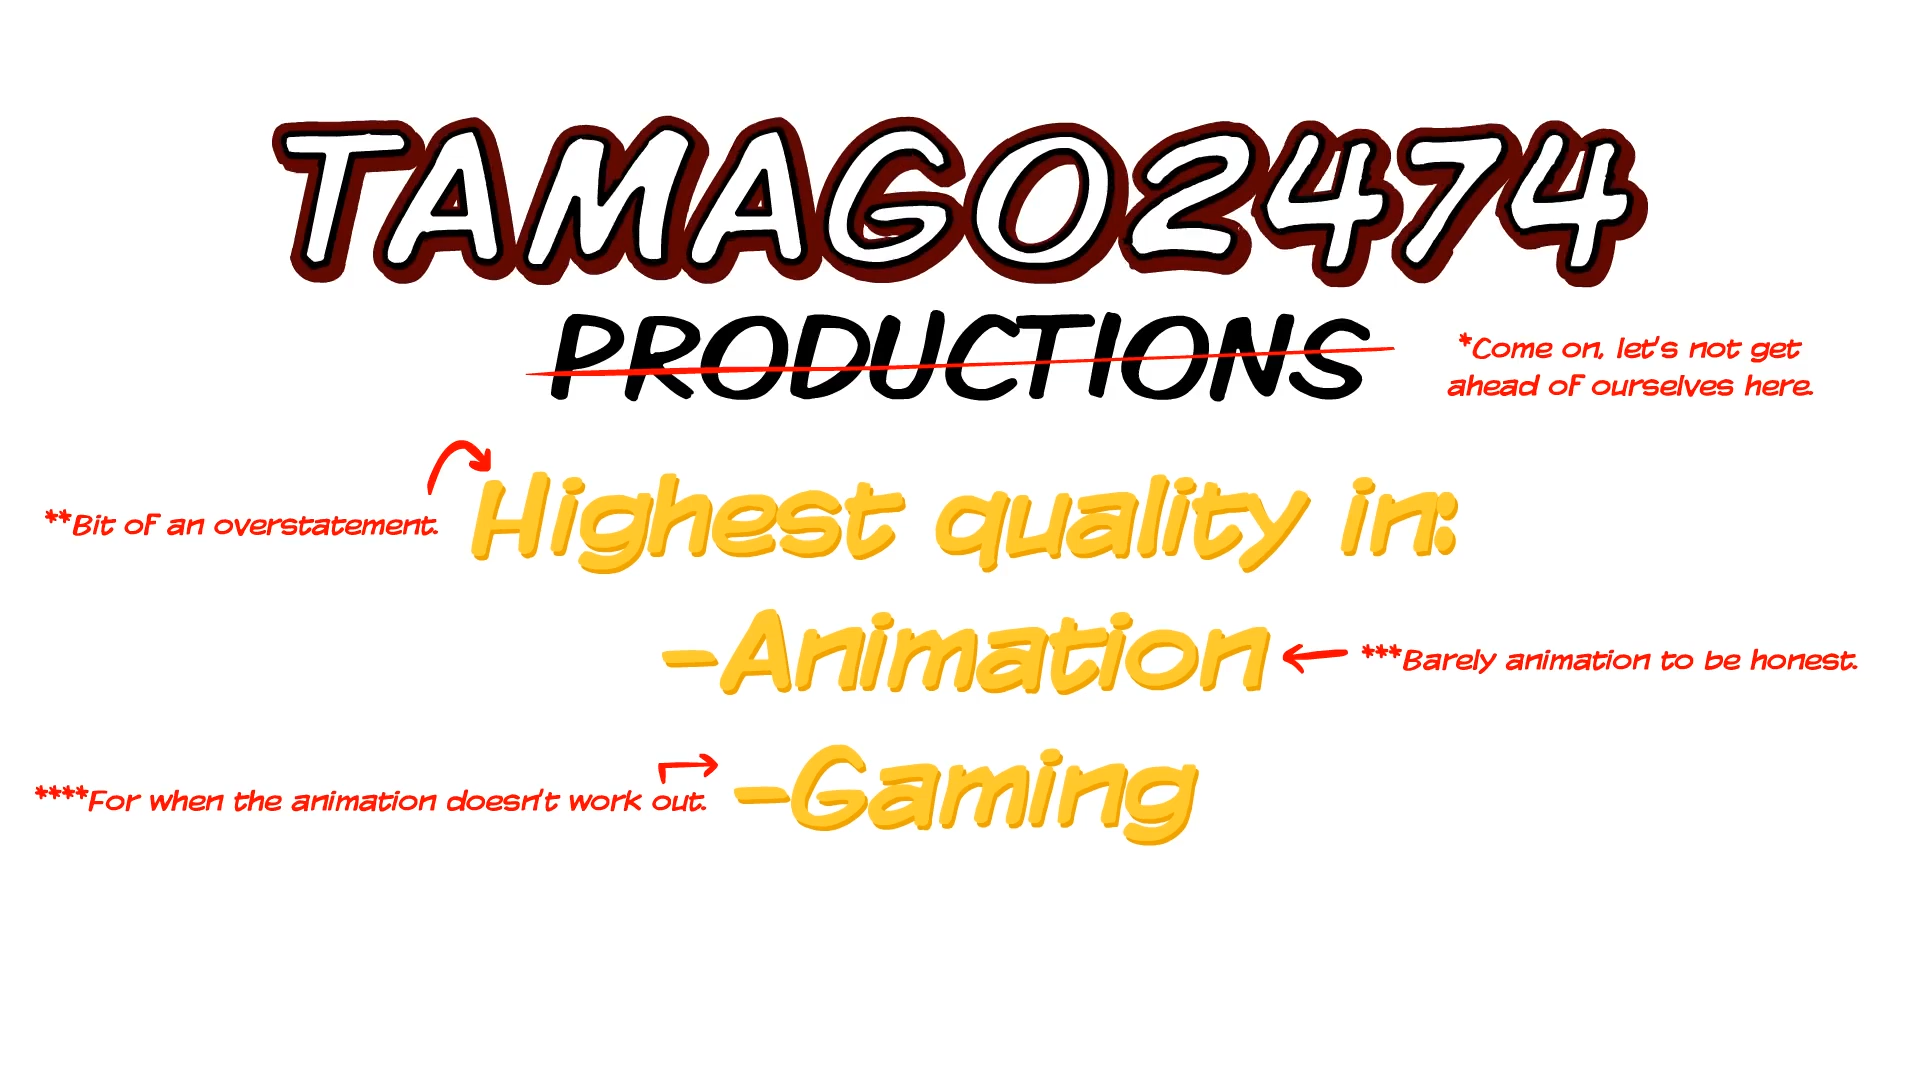 TAMAGO2474
PRODUCTIONS
*Come on, let's not get
ahead of ourselves here.
**Bit of an overstatement.
Highest quality in:
-Animation
***Barely animation to be honest.
****For when the animation doesn't work out.
-Gaming